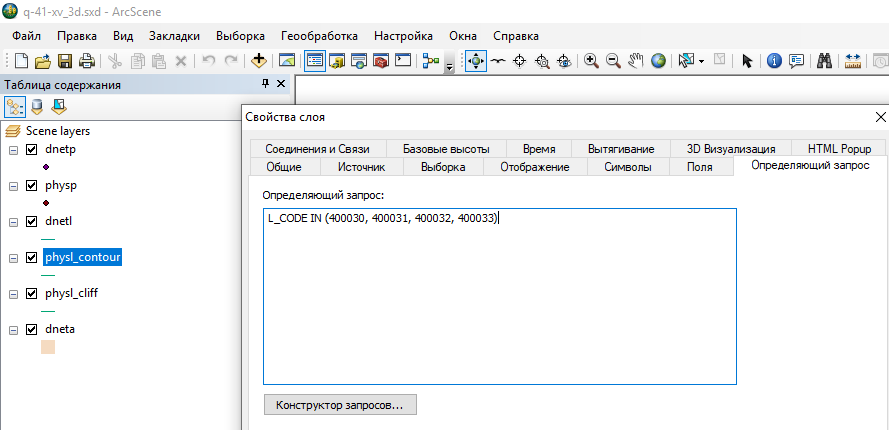 q-41-xv_3d.sxd - ArcScene
Файл Правка Вид Закладки Выборка Геообработка Настройка Окна Справка
Таблица содержания
Scene layers
dnetp
physp
dnetl
physl_contour
physl_cliff
dneta
Свойства слоя
Соединения и Связи Базовые высоты Время Вытягивание 3D Визуализация HTML Popup
Общие Источник Выборка Отображение Символы Поля Определяющий запрос
Определяющий запрос:
L_CODE IN (400030, 400031, 400032, 400033)
Конструктор запросов...